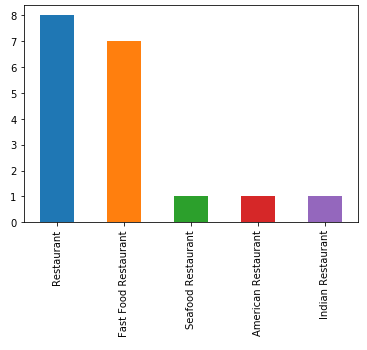 8
7
6
5
4
3
2
1
0
Restaurant
Fast Food Restaurant
Seafood Restaurant
American Restaurant
Indian Restaurant